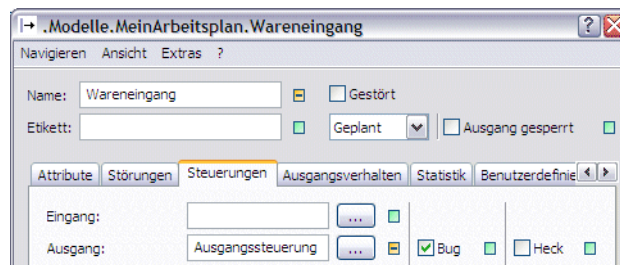 .Modelle.MeinArbeitsplan.Wareneingang
Navigieren Ansicht Extras ?
Name: Wareneingang Gestört
Etikett: Geplant Ausgang gesperrt
Attribute Störungen Steuerungen Ausgangsverhalten Statistik Benutzerdefinie
Eingang: ...
Ausgang: Ausgangssteuerung ... Bug Heck